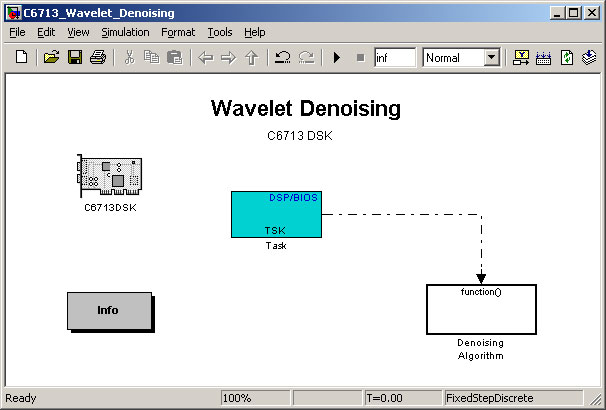 C6713_Wavelet_Denoising
File Edit View Simulation Format Tools Help
inf Normal
Wavelet Denoising
C6713 DSK
C6713DSK
DSP/BIOS
TSK
Task
Info
function()
Denoising
Algorithm
Ready 100% T=0.00 FixedStepDiscrete